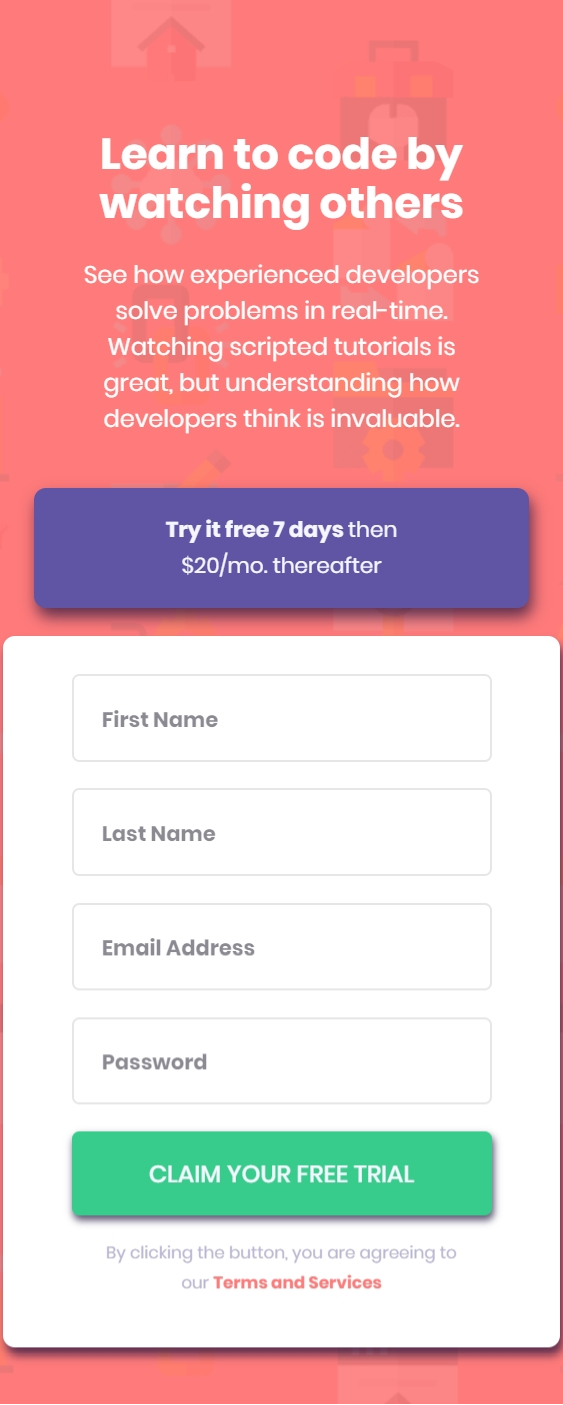 Learn to code by
watching others
See how experienced developers
solve problems in real-time.
Watching scripted tutorials is
great, but understanding how
developers think is invaluable.
Try it free 7 days then
$20/mo. thereafter
First Name
Last Name
Email Address
Password
CLAIM YOUR FREE TRIAL
By clicking the button, you are agreeing to
our Terms and Services